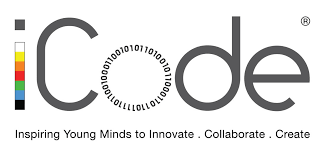 iCode®
Inspiring Young Minds to Innovate . Collaborate . Create